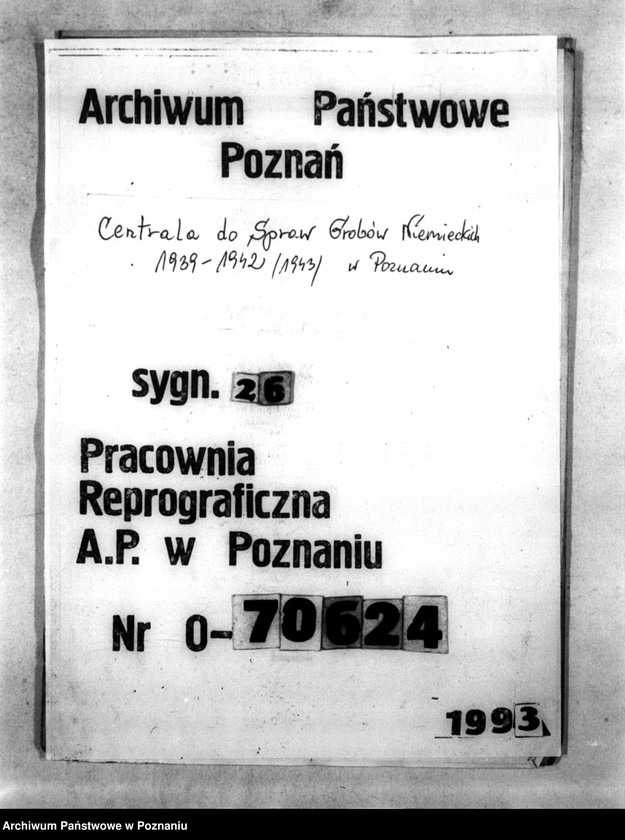 Archiwum Państwowe
Poznań
Centrala do Spraw Grobów Niemieckich
1939-1942/(1943/ w Poznaniu
sygn. 26
Pracownia
Reprograficzna
A.P. w Poznaniu
Nr 0-70624
1993
Archiwum Państwowe w Poznaniu